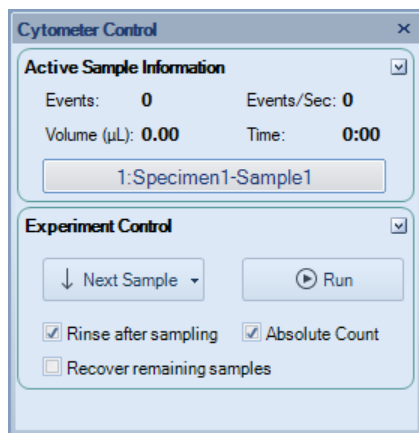 Cytometer Control
Active Sample Information
Events: 0 Events/Sec: 0
Volume (µL): 0.00 Time: 0:00
1:Specimen1-Sample1
Experiment Control
Next Sample Run
Rinse after sampling Absolute Count
Recover remaining samples